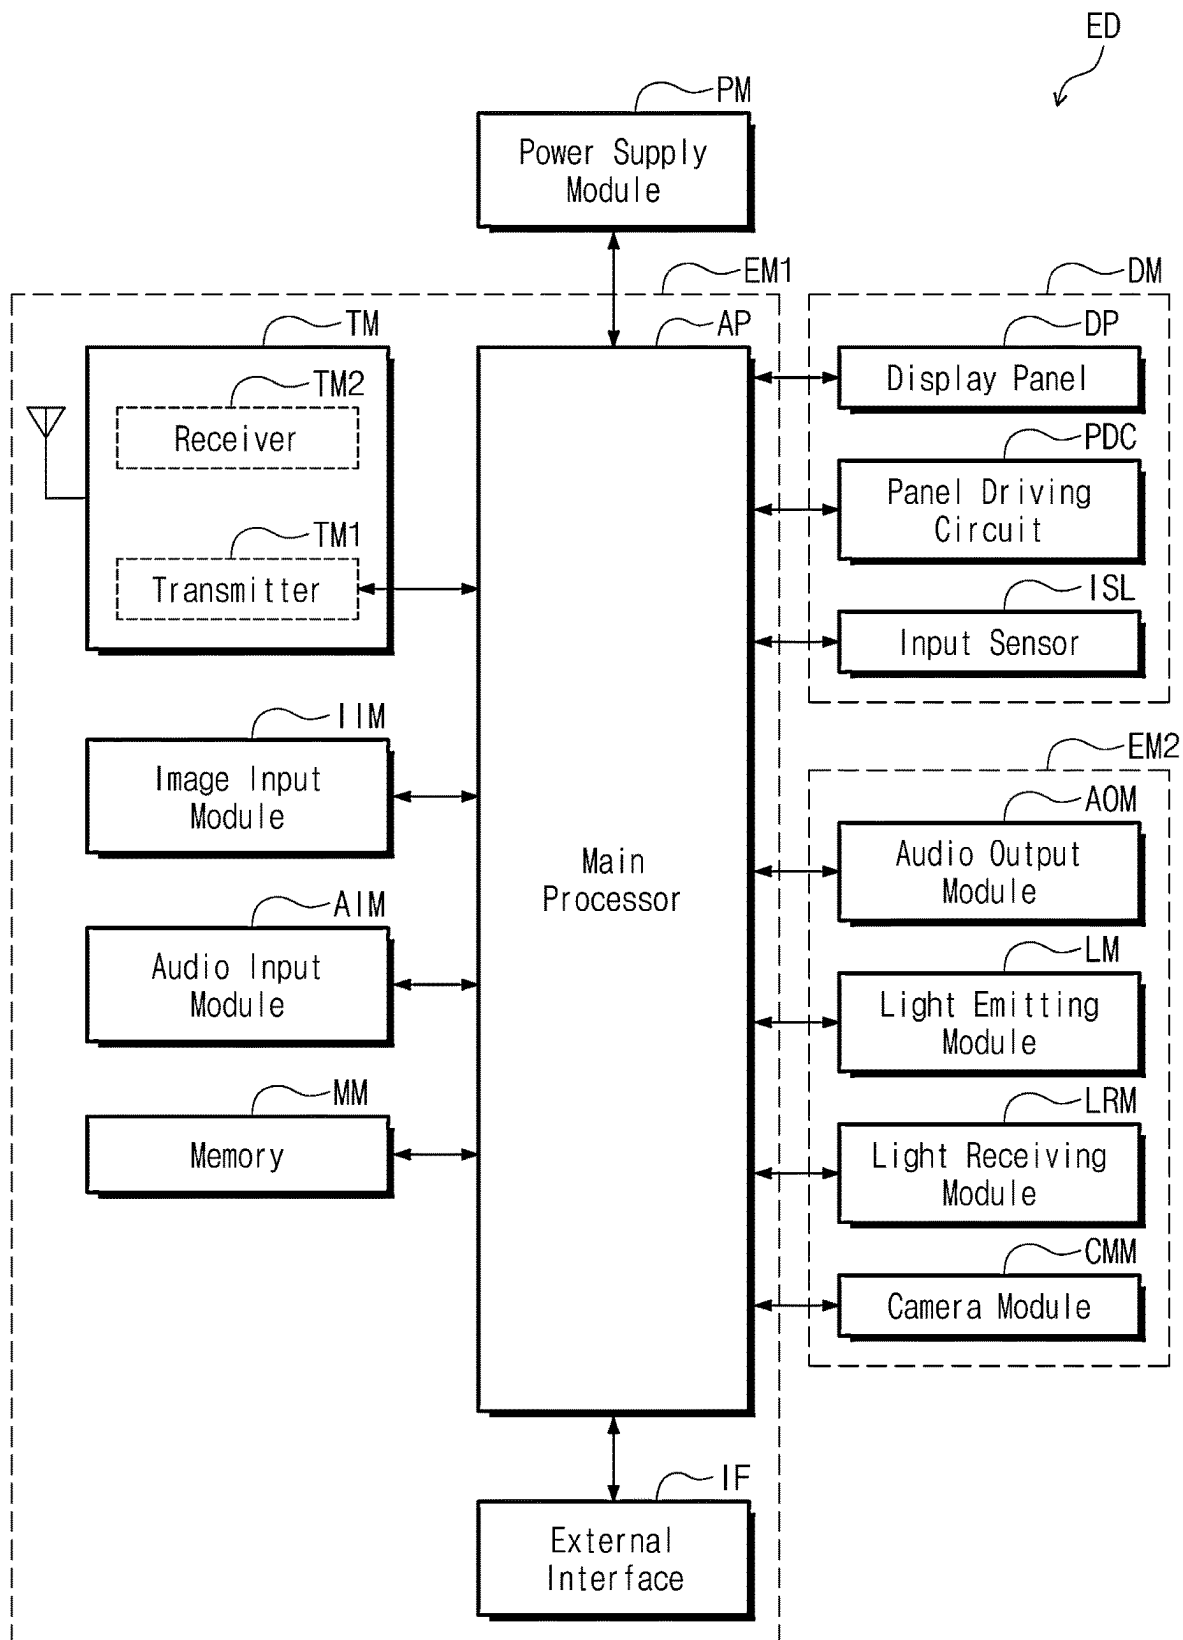 ED
PM
Power Supply
Module
EM1
DM
TM
AP
DP
TM2
Display Panel
Receiver
PDC
Panel Driving
Circuit
TM1
Transmitter
ISL
Input Sensor
IIM
Image Input
Module
EM2
AOM
Audio Output
Module
Main
Processor
AIM
Audio Input
Module
LM
Light Emitting
Module
MM
Memory
LRM
Light Receiving
Module
CMM
Camera Module
IF
External
Interface